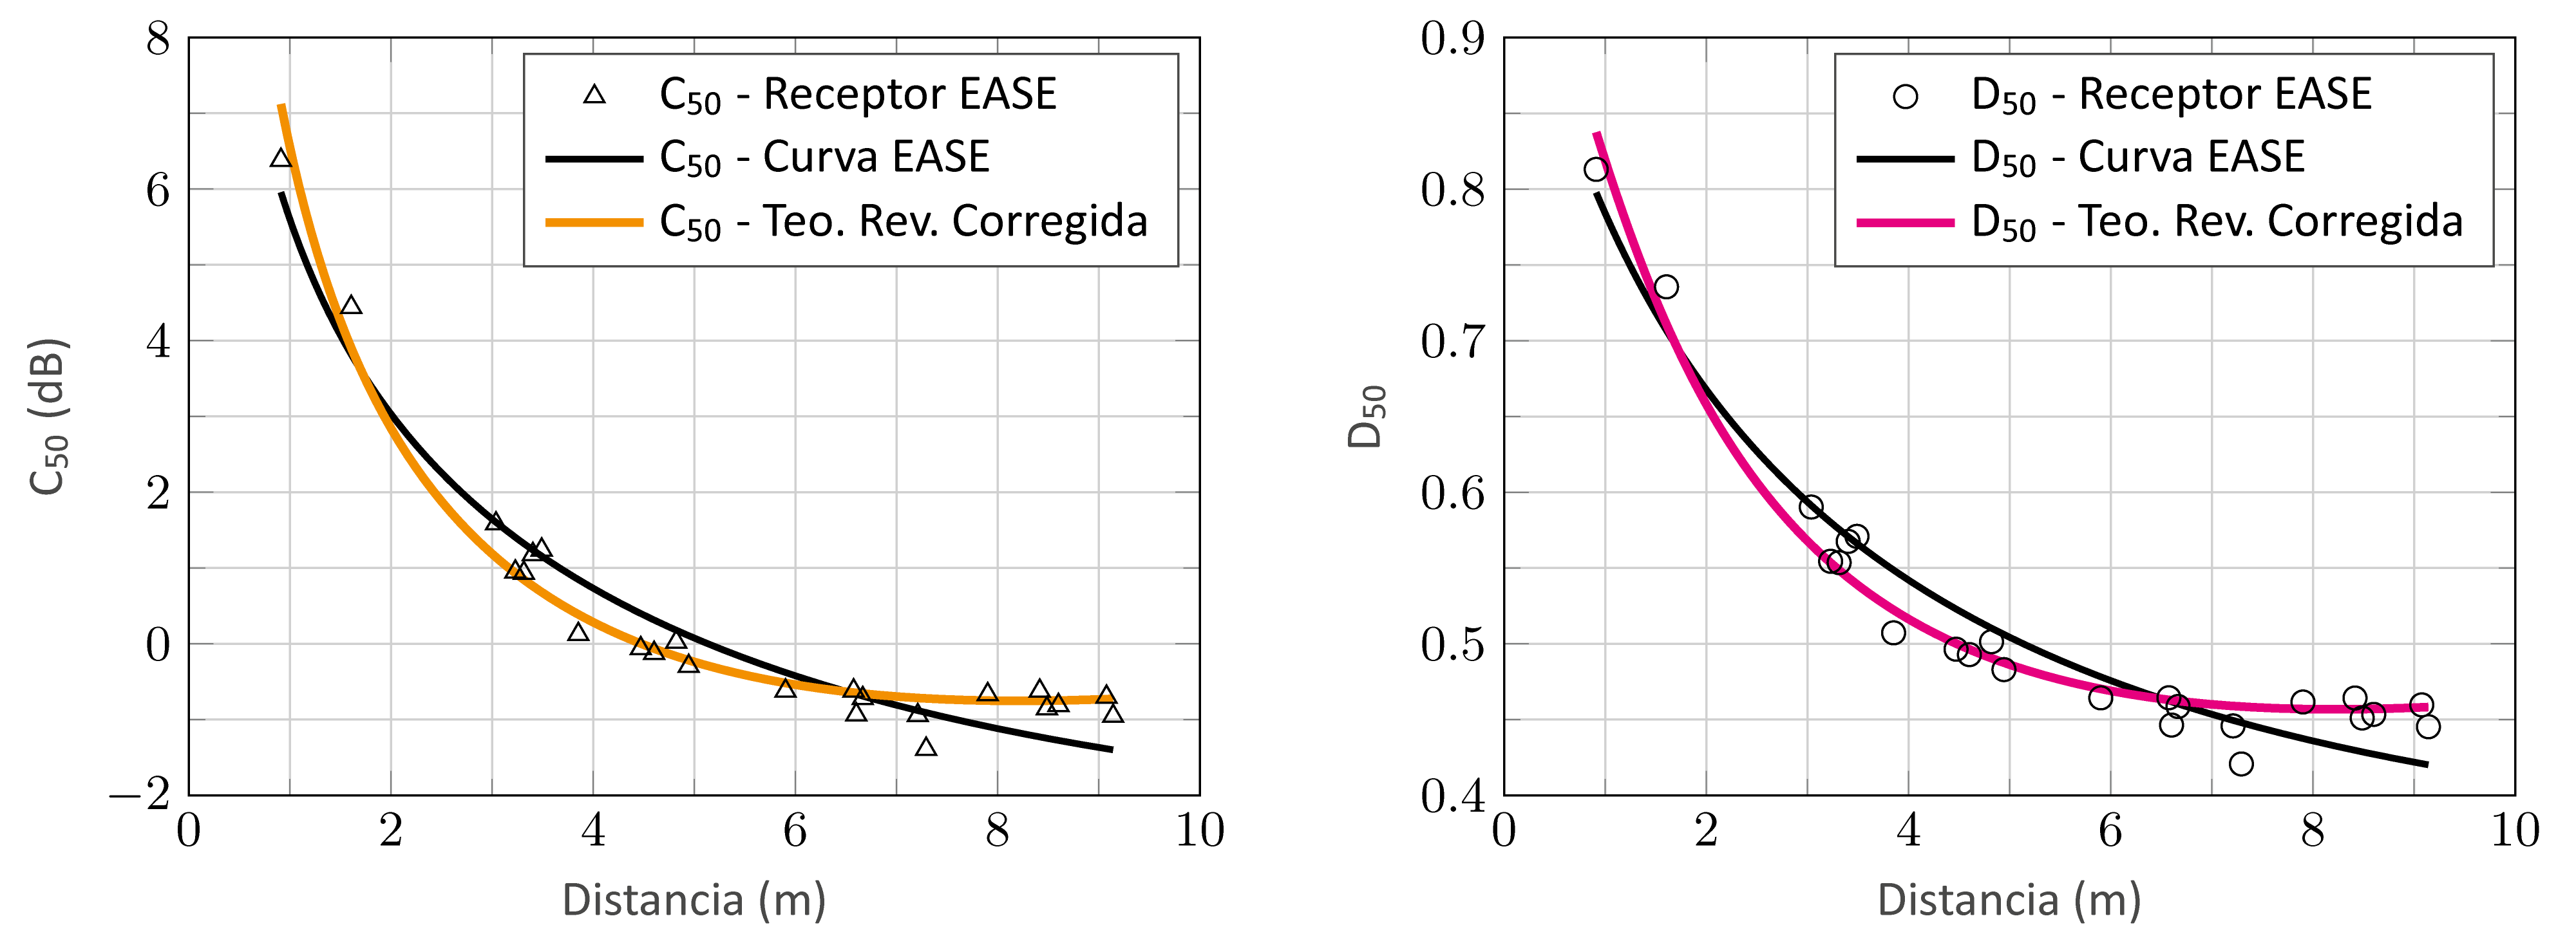 C₅₀ (dB)
8
6
4
2
0
−2
0 2 4 6 8 10
Distancia (m)
C₅₀ - Receptor EASE
C₅₀ - Curva EASE
C₅₀ - Teo. Rev. Corregida
D₅₀
0.9
0.8
0.7
0.6
0.5
0.4
0 2 4 6 8 10
Distancia (m)
D₅₀ - Receptor EASE
D₅₀ - Curva EASE
D₅₀ - Teo. Rev. Corregida